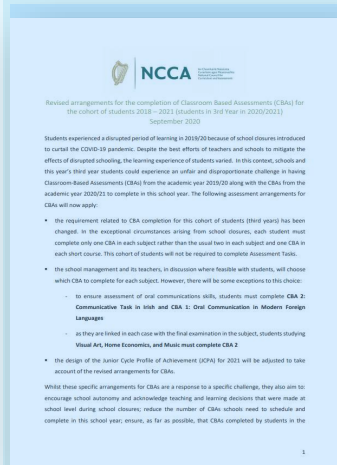 NCCA
Revised arrangements for the completion of Classroom Based Assessments (CBAs) for
the cohort of students 2018 – 2021 (students in 3rd Year in 2020/2021)
September 2020
Students experienced a disrupted period of learning in 2019/20 because of school closures introduced
to curtail the COVID-19 pandemic. Despite the best efforts of teachers and schools to mitigate the
effects of disrupted schooling, the learning experience of students varied. In this context, schools and
this year's third year students could experience an unfair and disproportionate challenge in having
Classroom-Based Assessments (CBAs) from the academic year 2019/20 along with the CBAs from the
academic year 2020/21 to complete in this school year. The following assessment arrangements for
CBAs will now apply:
▪ the requirement related to CBA completion for this cohort of students (third years) has been
changed. In the exceptional circumstances arising from school closures, each student must
complete only one CBA in each subject rather than the usual two in each subject and one CBA in
each short course. This cohort of students will not be required to complete Assessment Tasks.
▪ the school management and its teachers, in discussion where feasible with students, will choose
which CBA to complete for each subject. However, there will be some exceptions to this choice:
- to ensure assessment of oral communications skills, students must complete CBA 2:
Communicative Task in Irish and CBA 1: Oral Communication in Modern Foreign
Languages
- as they are linked in each case with the final examination in the subject, students studying
Visual Art, Home Economics, and Music must complete CBA 2
▪ the design of the Junior Cycle Profile of Achievement (JCPA) for 2021 will be adjusted to take
account of the revised arrangements for CBAs.
Whilst these specific arrangements for CBAs are a response to a specific challenge, they also aim to:
encourage school autonomy and acknowledge teaching and learning decisions that were made at
school level during school closures; reduce the number of CBAs schools need to schedule and
complete in this school year; ensure, as far as possible, that CBAs completed by students in the
1